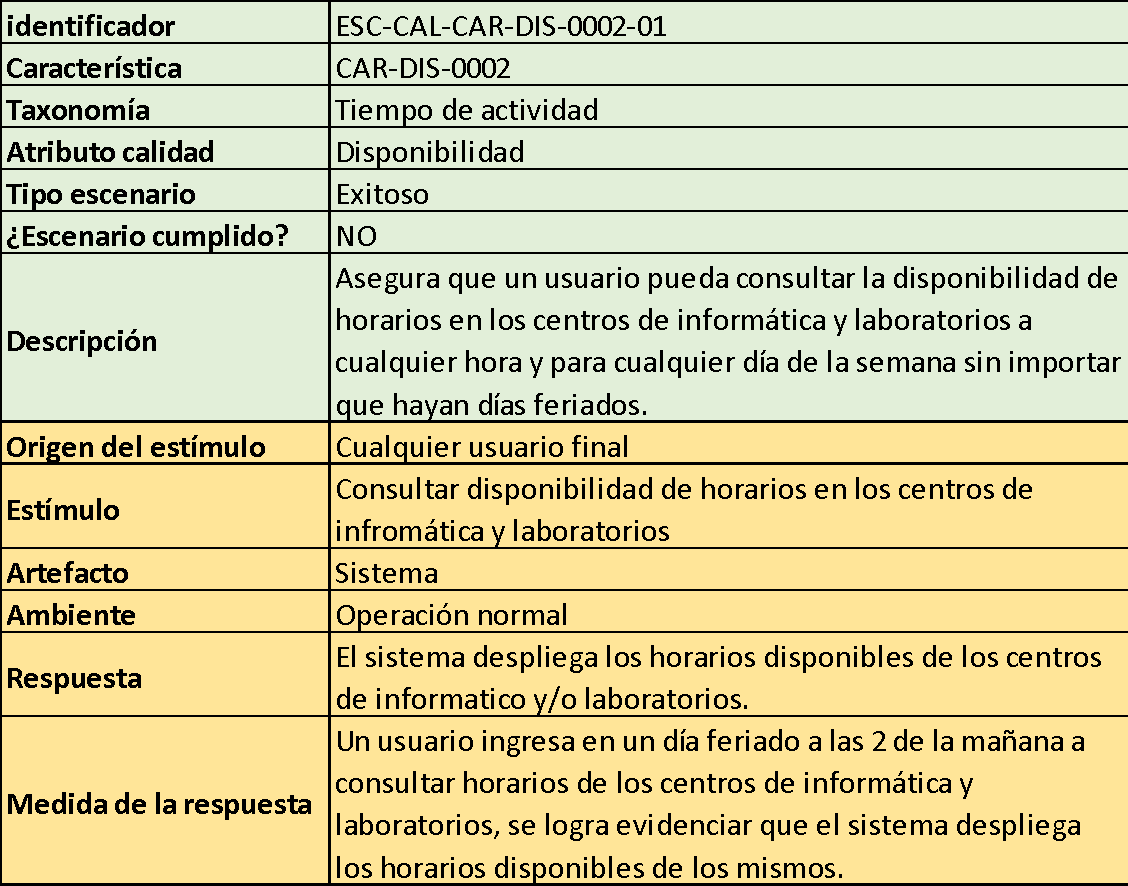 identificador ESC-CAL-CAR-DIS-0002-01
Característica CAR-DIS-0002
Taxonomía Tiempo de actividad
Atributo calidad Disponibilidad
Tipo escenario Exitoso
¿Escenario cumplido? NO
Descripción
Asegura que un usuario pueda consultar la disponibilidad de
horarios en los centros de informática y laboratorios a
cualquier hora y para cualquier día de la semana sin importar
que hayan días feriados.
Origen del estímulo Cualquier usuario final
Estímulo
Consultar disponibilidad de horarios en los centros de
infromática y laboratorios
Artefacto Sistema
Ambiente Operación normal
Respuesta
El sistema despliega los horarios disponibles de los centros
de informatico y/o laboratorios.
Medida de la respuesta
Un usuario ingresa en un día feriado a las 2 de la mañana a
consultar horarios de los centros de informática y
laboratorios, se logra evidenciar que el sistema despliega
los horarios disponibles de los mismos.